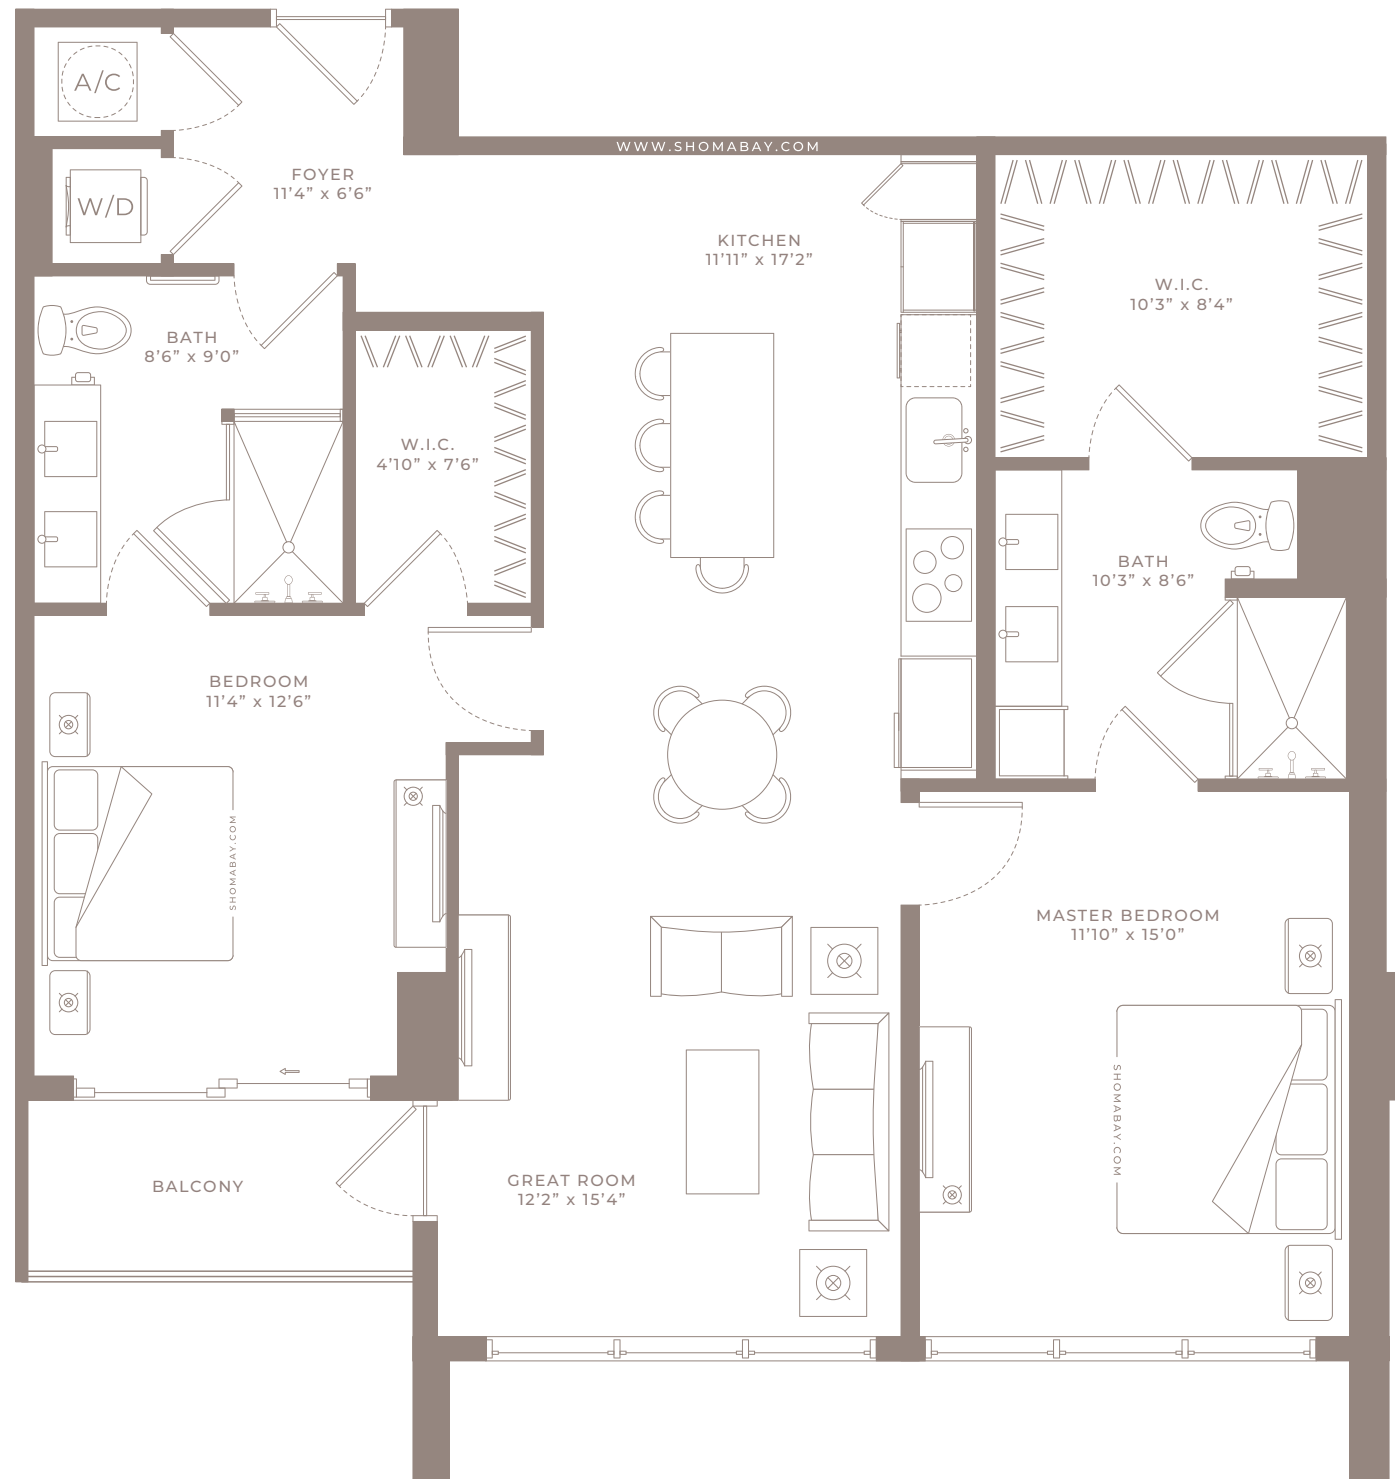 WWW.SHOMABAY.COM
A/C
W/D
FOYER
11’4” x 6’6”
KITCHEN
11’11” x 17’2”
W.I.C.
10’3” x 8’4”
BATH
8’6” x 9’0”
W.I.C.
4’10” x 7’6”
BATH
10’3” x 8’6”
BEDROOM
11’4” x 12’6”
SHOMABAY.COM
MASTER BEDROOM
11’10” x 15’0”
SHOMABAY.COM
GREAT ROOM
12’2” x 15’4”
BALCONY